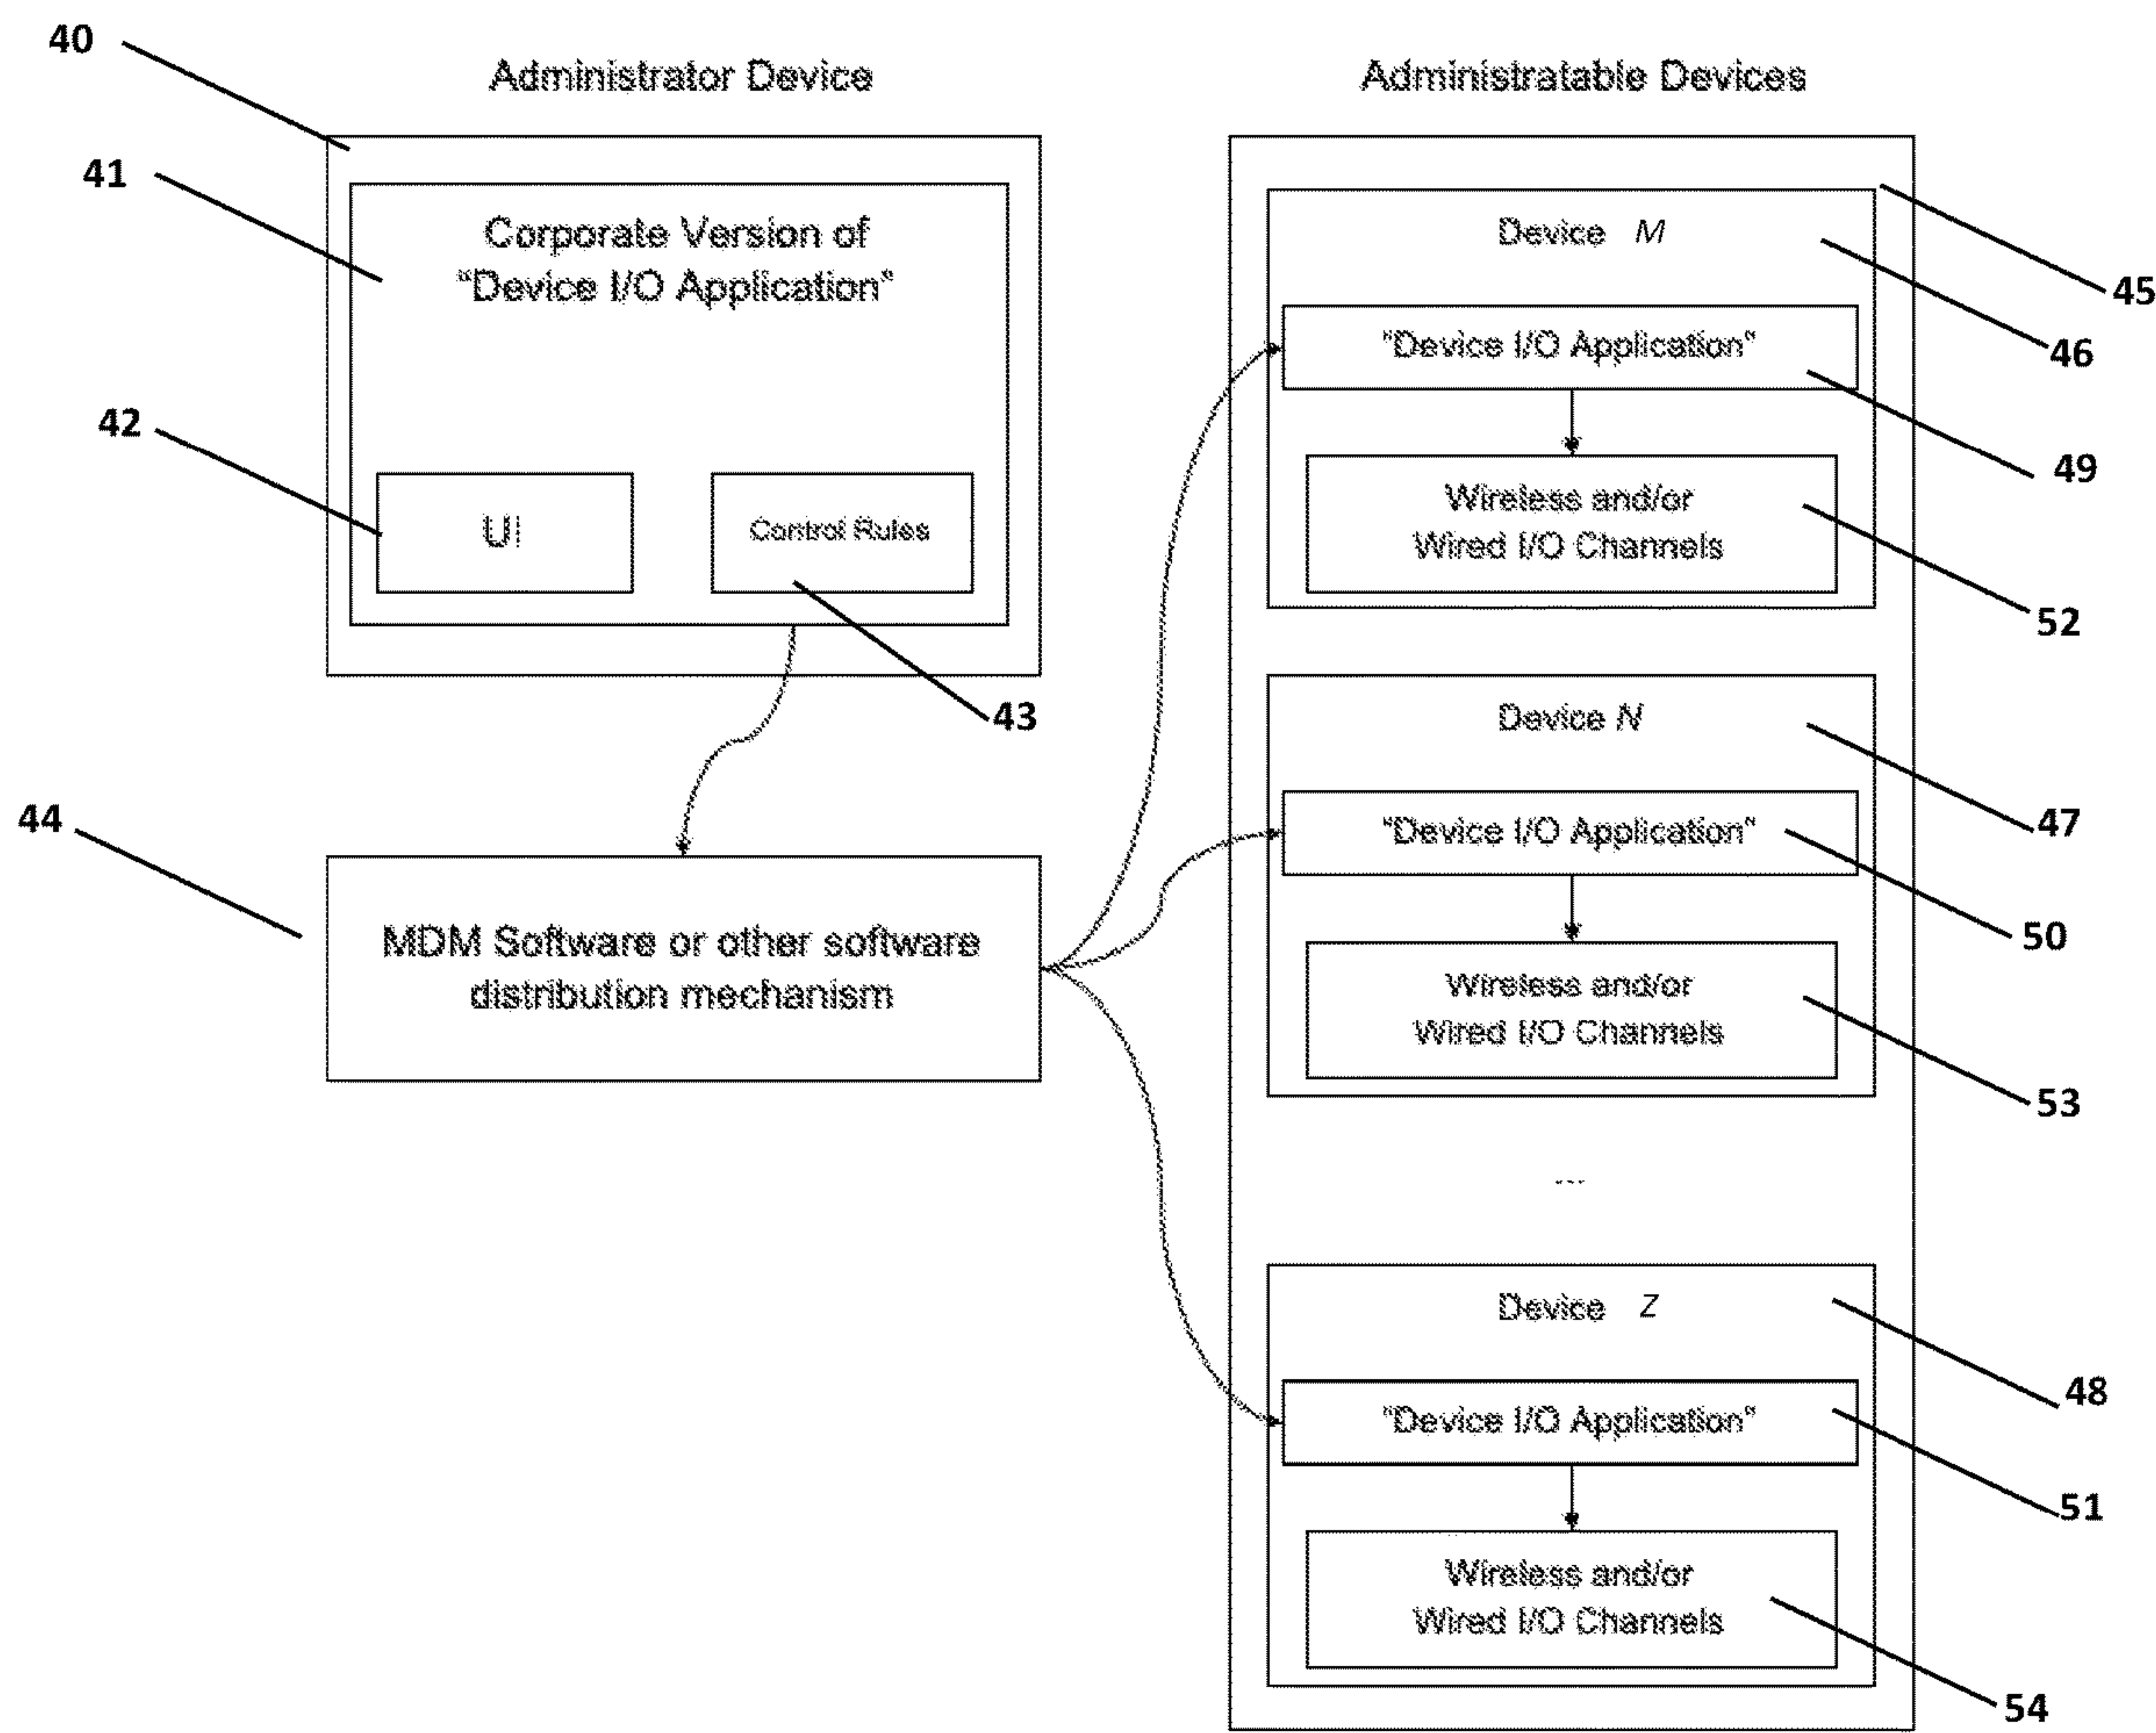 40
Administrator Device
Administratable Devices
41
Corporate Version of
"Device I/O Application"
42
UI
Control Rules
43
44
MDM Software or other software
distribution mechanism
Device M
45
46
"Device I/O Application"
49
Wireless and/or
Wired I/O Channels
52
Device N
47
"Device I/O Application"
50
Wireless and/or
Wired I/O Channels
53
...
Device Z
48
"Device I/O Application"
51
Wireless and/or
Wired I/O Channels
54